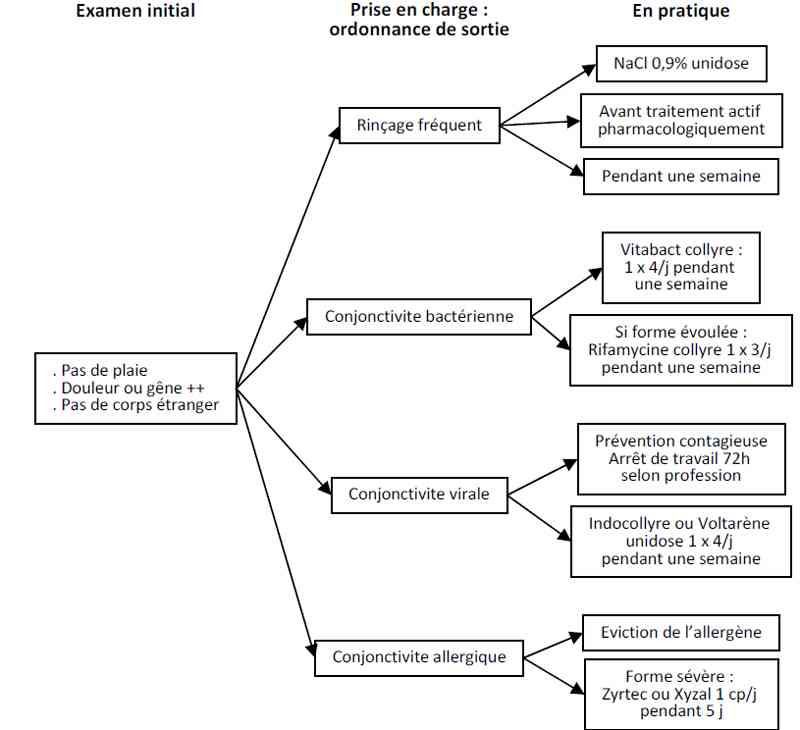 Examen initial
Prise en charge :
ordonnance de sortie
En pratique
. Pas de plaie
. Douleur ou gêne ++
. Pas de corps étranger
Rinçage fréquent
NaCl 0,9% unidose
Avant traitement actif
pharmacologiquement
Pendant une semaine
Conjonctivite bactérienne
Vitabact collyre :
1 x 4/j pendant
une semaine
Si forme évoulée :
Rifamycine collyre 1 x 3/j
pendant une semaine
Conjonctivite virale
Prévention contagieuse
Arrêt de travail 72h
selon profession
Indocollyre ou Voltarène
unidose 1 x 4/j
pendant une semaine
Conjonctivite allergique
Eviction de l’allergène
Forme sévère :
Zyrtec ou Xyzal 1 cp/j
pendant 5 j